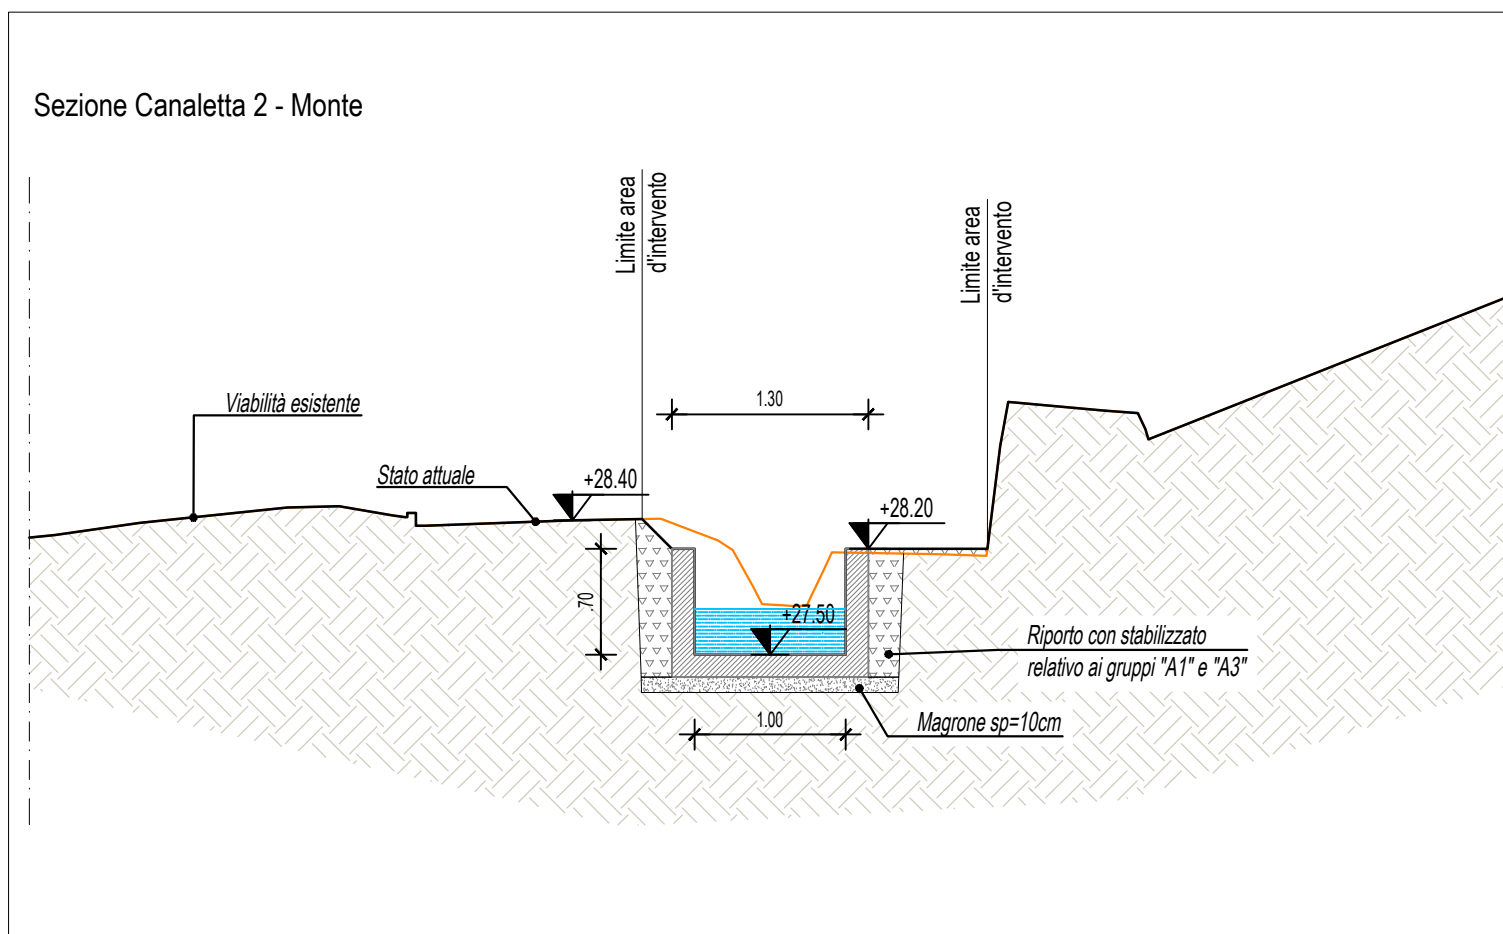 Sezione Canaletta 2 - Monte
Limite area
d'intervento
Limite area
d'intervento
Viabilità esistente
1.30
Stato attuale
+28.40
+28.20
.70
+27.50
Riporto con stabilizzato
relativo ai gruppi "A1" e "A3"
1.00
Magrone sp=10cm